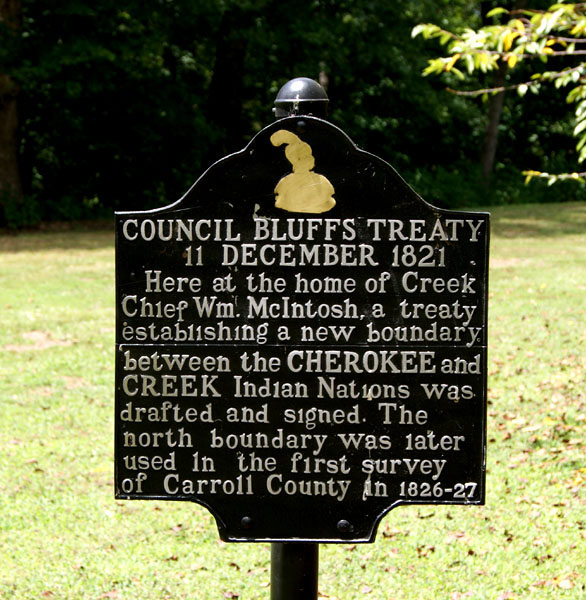 COUNCIL BLUFFS TREATY
11 DECEMBER 1821
Here at the home of Creek
Chief Wm. McIntosh, a treaty
establishing a new boundary
between the CHEROKEE and
CREEK Indian Nations was
drafted and signed. The
north boundary was later
used in the first survey
of Carroll County in 1826-27